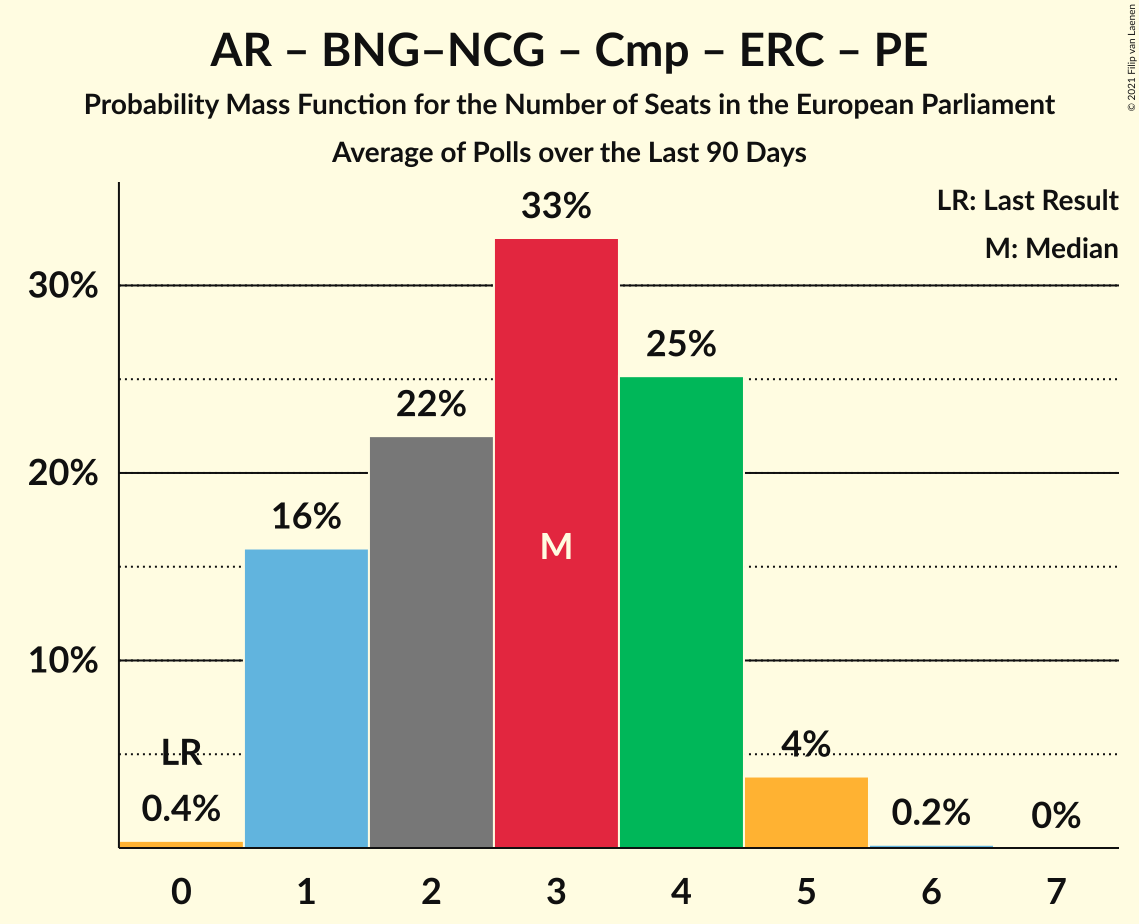 AR – BNG–NCG – Cmp – ERC – PE
Probability Mass Function for the Number of Seats in the European Parliament
Average of Polls over the Last 90 Days
© 2021 Filip van Laenen
LR: Last Result
M: Median
33%
30%
25%
22%
20%
16%
M
10%
LR
4%
0.4%
0.2%
0%
0 1 2 3 4 5 6 7